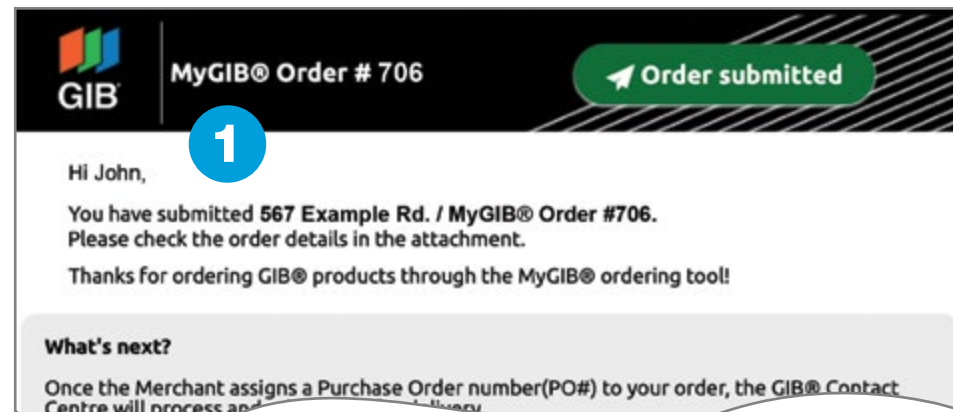 GIB
MyGIB® Order # 706
Order submitted
1
Hi John,
You have submitted 567 Example Rd. / MyGIB® Order #706.
Please check the order details in the attachment.
Thanks for ordering GIB® products through the MyGIB® ordering tool!
What's next?
Once the Merchant assigns a Purchase Order number(PO#) to your order, the GIB® Contact
Centre will process and delivery